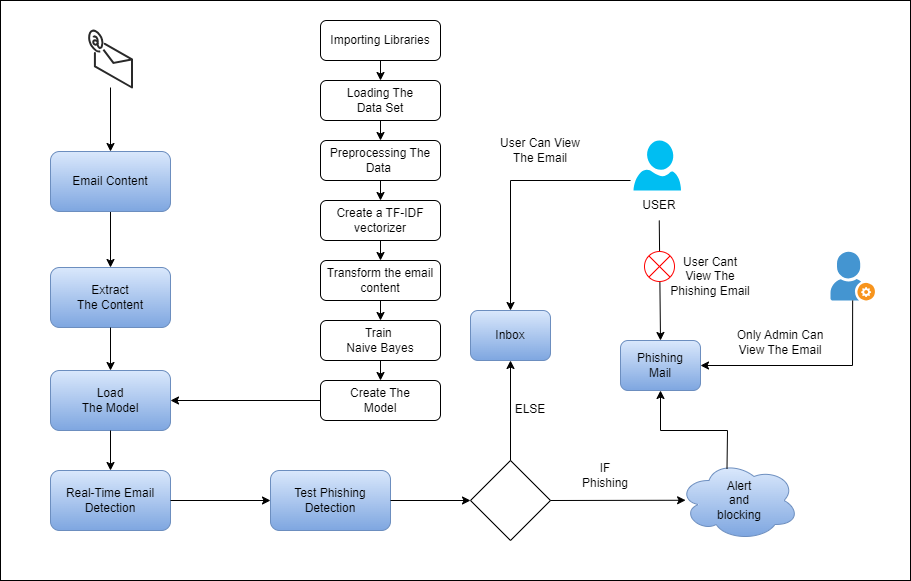 Importing Libraries
Loading The
Data Set
Preprocessing The
Data
Create a TF-IDF
vectorizer
Transform the email
content
Train
Naive Bayes
Create The
Model
@
Email Content
Extract
The Content
Load
The Model
Real-Time Email
Detection
Test Phishing
Detection
User Can View
The Email
USER
User Cant
View The
Phishing Email
Inbox
Only Admin Can
View The Email
Phishing
Mail
ELSE
IF
Phishing
Alert
and
blocking